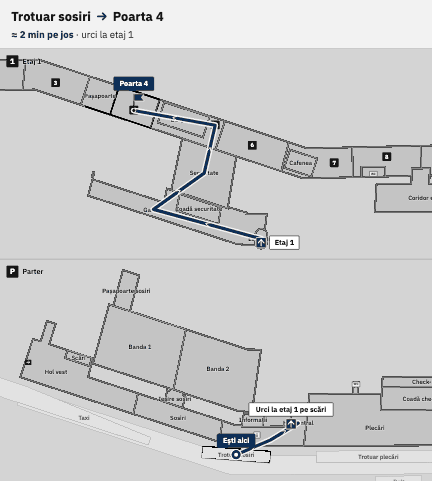 Trotuar sosiri → Poarta 4
≈ 2 min pe jos · urci la etaj 1
1 Etaj 1
3
Pașapoarte
Poarta 4
6
Cafenea
7
8
Securitate
Coadă securitate
Coridor
Etaj 1
P Parter
Pașapoarte sosiri
Banda 1
Banda 2
Scări
Hol vest
Ieșire sosiri
Sosiri
Taxi
Informații
Urci la etaj 1 pe scări
Ești aici
Plecări
Check-
Coadă che
Trotuar plecări